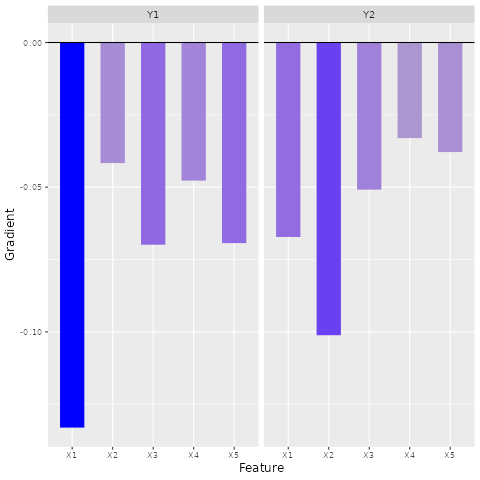 Y1 Y2
0.00
-0.05
-0.10
Gradient
X1 X2 X3 X4 X5 X1 X2 X3 X4 X5
Feature